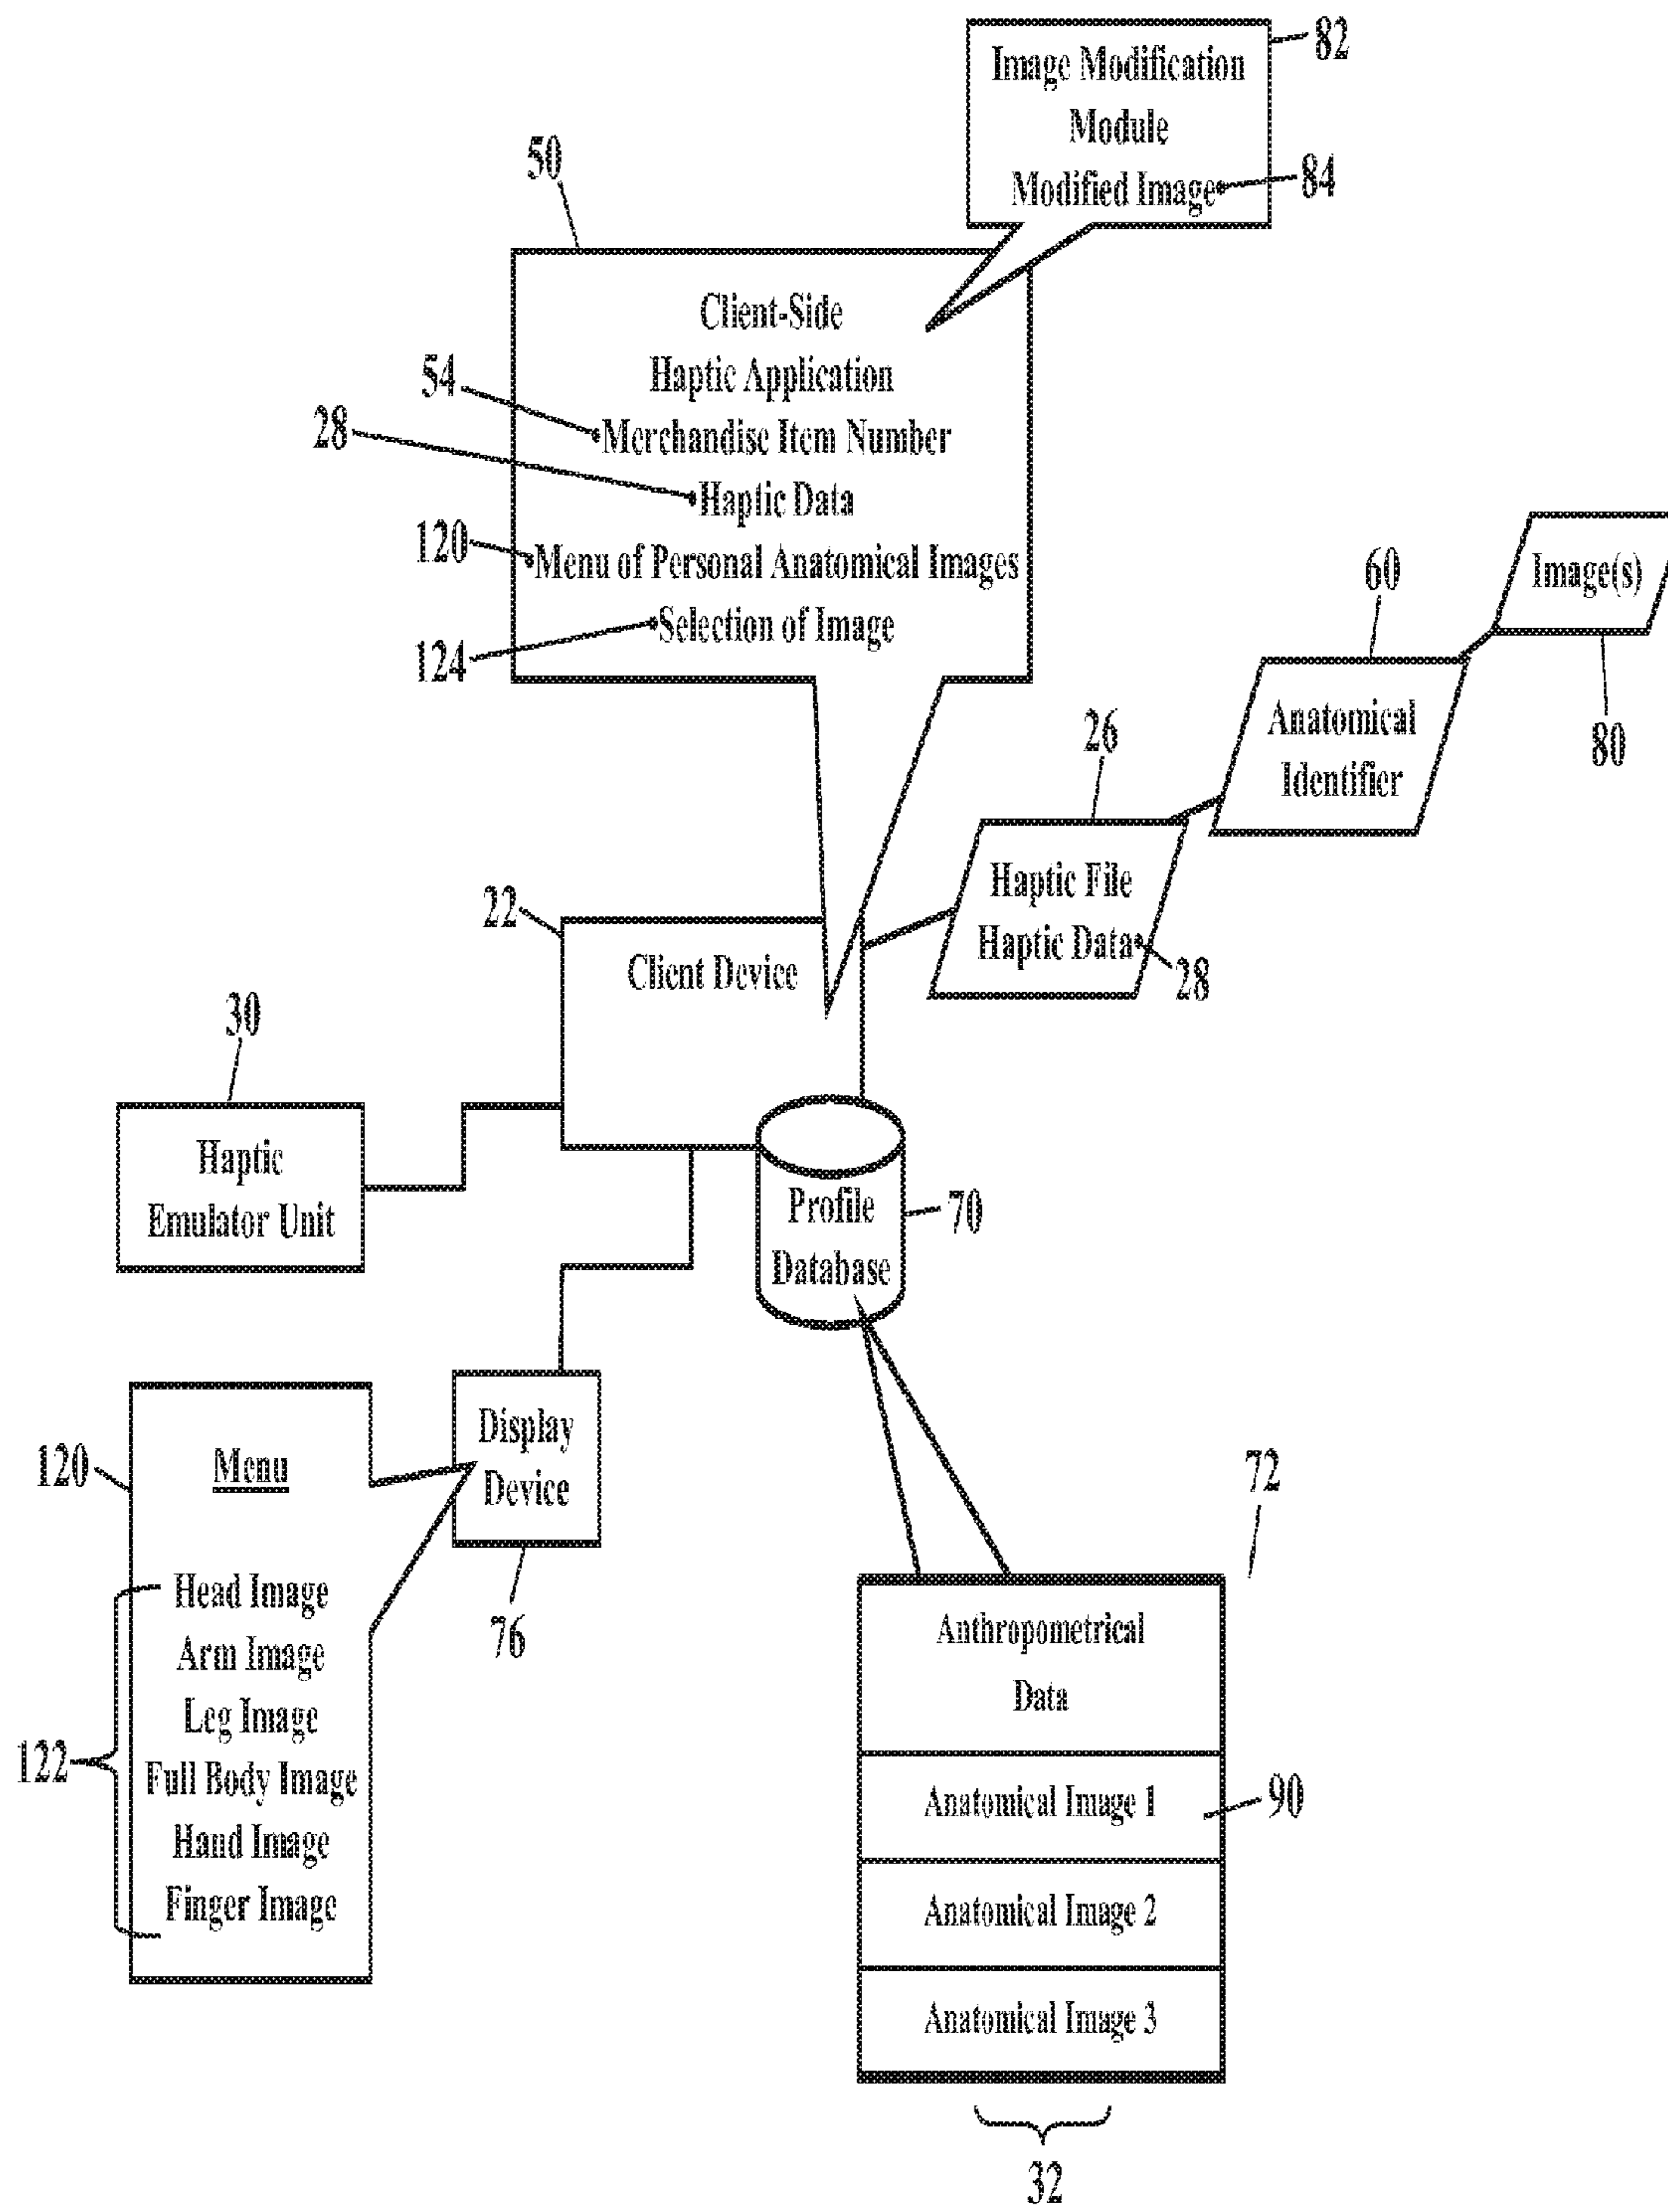 82
Image Modification
Module
Modified Image
84
50
Client-Side
Haptic Application
54
Merchandise Item Number
28
Haptic Data
120
Menu of Personal Anatomical Images
Selection of Image
124
Image(s)
80
60
Anatomical
Identifier
26
Haptic File
Haptic Data
28
22
Client Device
30
Haptic
Emulator Unit
Profile
Database
70
Display
Device
76
120
Menu
Head Image
Arm Image
Leg Image
Full Body Image
Hand Image
Finger Image
122
72
Anthropometrical
Data
Anatomical Image 1
90
Anatomical Image 2
Anatomical Image 3
32